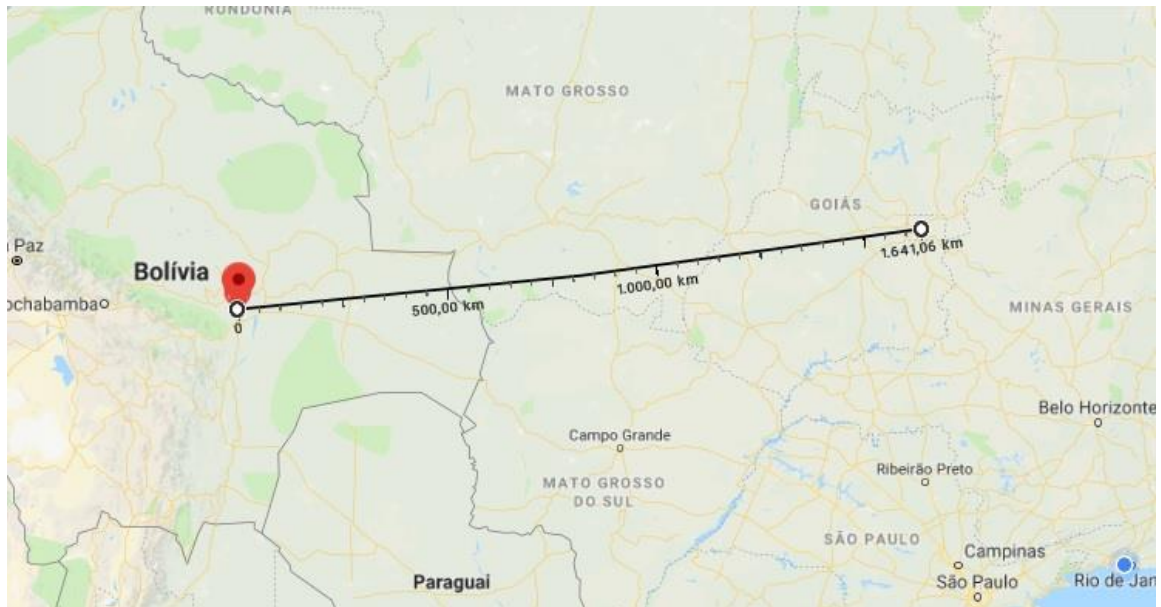 RONDÔNIA
MATO GROSSO
GOIÁS
Paz
Bolívia
1.641,06 km
1.000,00 km
500,00 km
0
ochabamba
MINAS GERAIS
Belo Horizonte
Campo Grande
Ribeirão Preto
MATO GROSSO
DO SUL
SÃO PAULO
Campinas
Paraguai
São Paulo
Rio de Jan